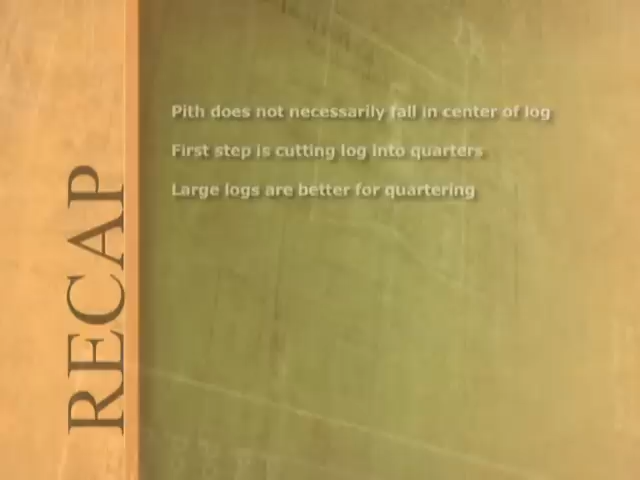 RECAP
Pith does not necessarily fall in center of log
First step is cutting log into quarters
Large logs are better for quartering